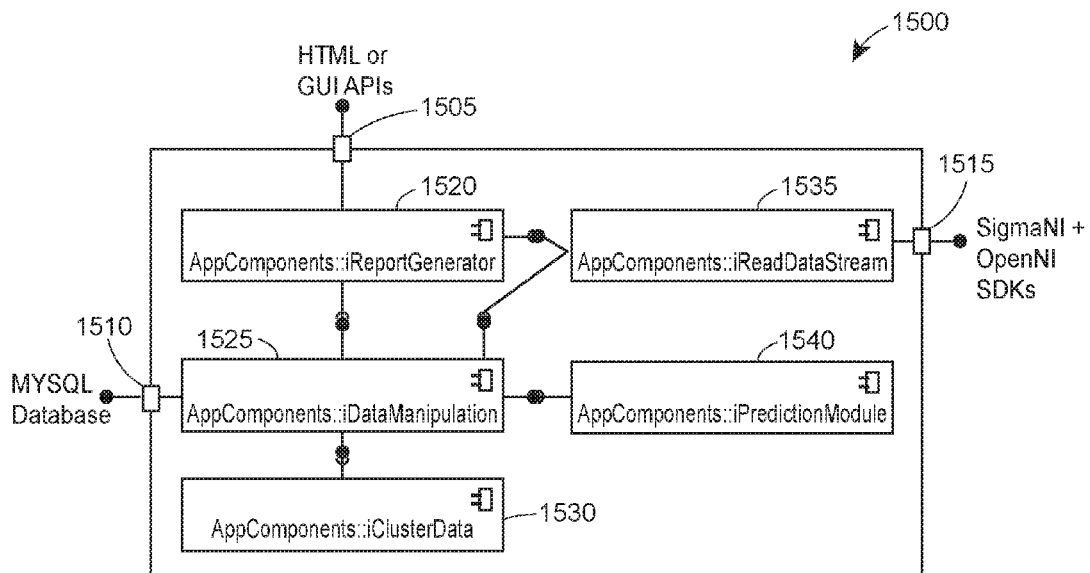 1500
HTML or
GUI APIs
1505
1520
1535
1515
AppComponents::iReportGenerator
AppComponents::iReadDataStream
SigmaNI +
OpenNI
SDKs
1510
1525
1540
MYSQL
Database
AppComponents::iDataManipulation
AppComponents::iPredictionModule
AppComponents::iClusterData
1530